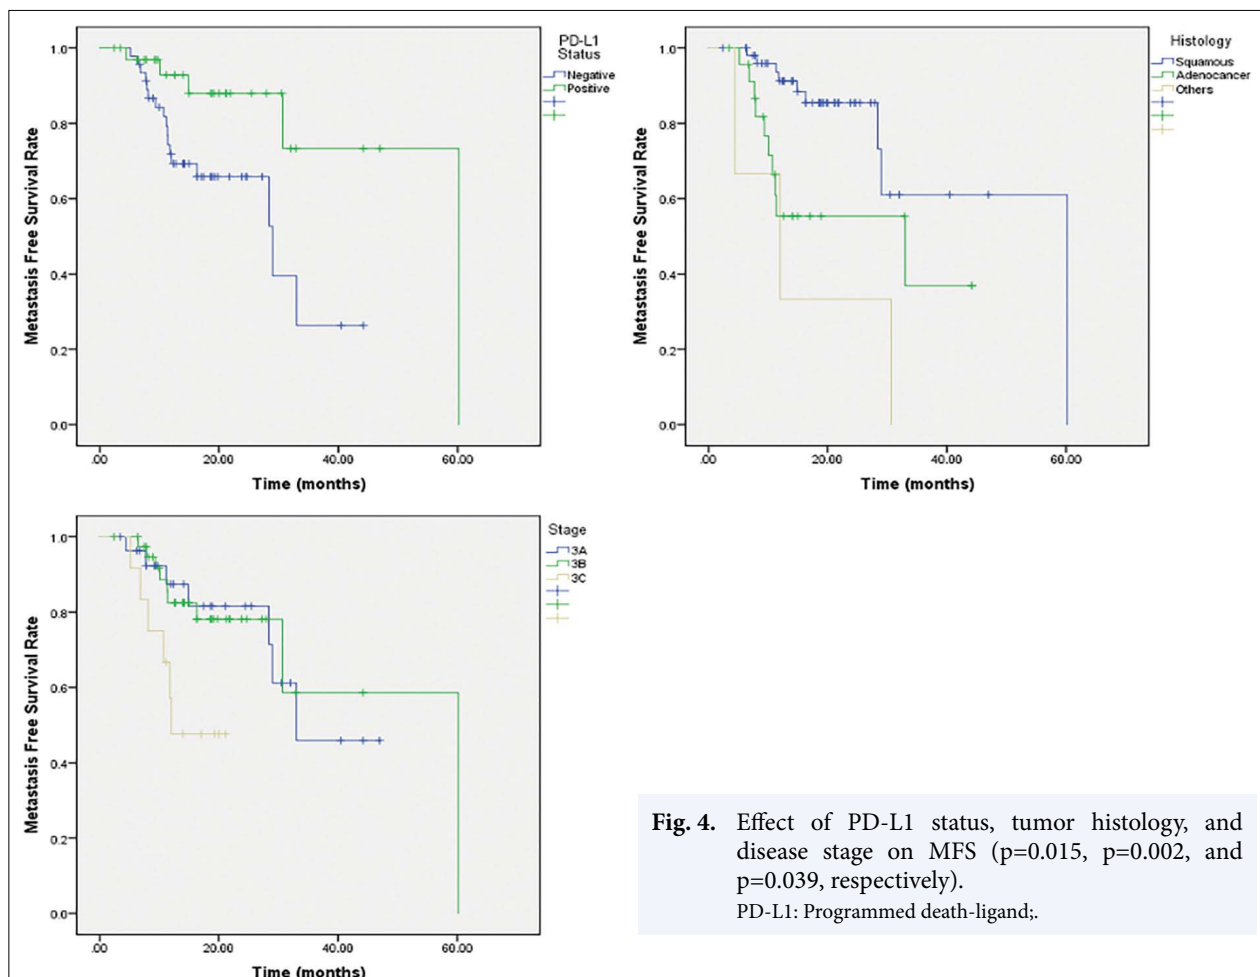 PD-L1
Status
Negative
Positive
1.0
0.8
0.6
0.4
0.2
0.0
Metastasis Free Survival Rate
.00 20.00 40.00 60.00
Time (months)
Histology
Squamous
Adenocancer
Others
1.0
0.8
0.6
0.4
0.2
0.0
Metastasis Free Survival Rate
.00 20.00 40.00 60.00
Time (months)
Stage
3A
3B
3C
1.0
0.8
0.6
0.4
0.2
0.0
Metastasis Free Survival Rate
.00 20.00 40.00 60.00
Time (months)
Fig. 4. Effect of PD-L1 status, tumor histology, and
disease stage on MFS (p=0.015, p=0.002, and
p=0.039, respectively).
PD-L1: Programmed death-ligand;.